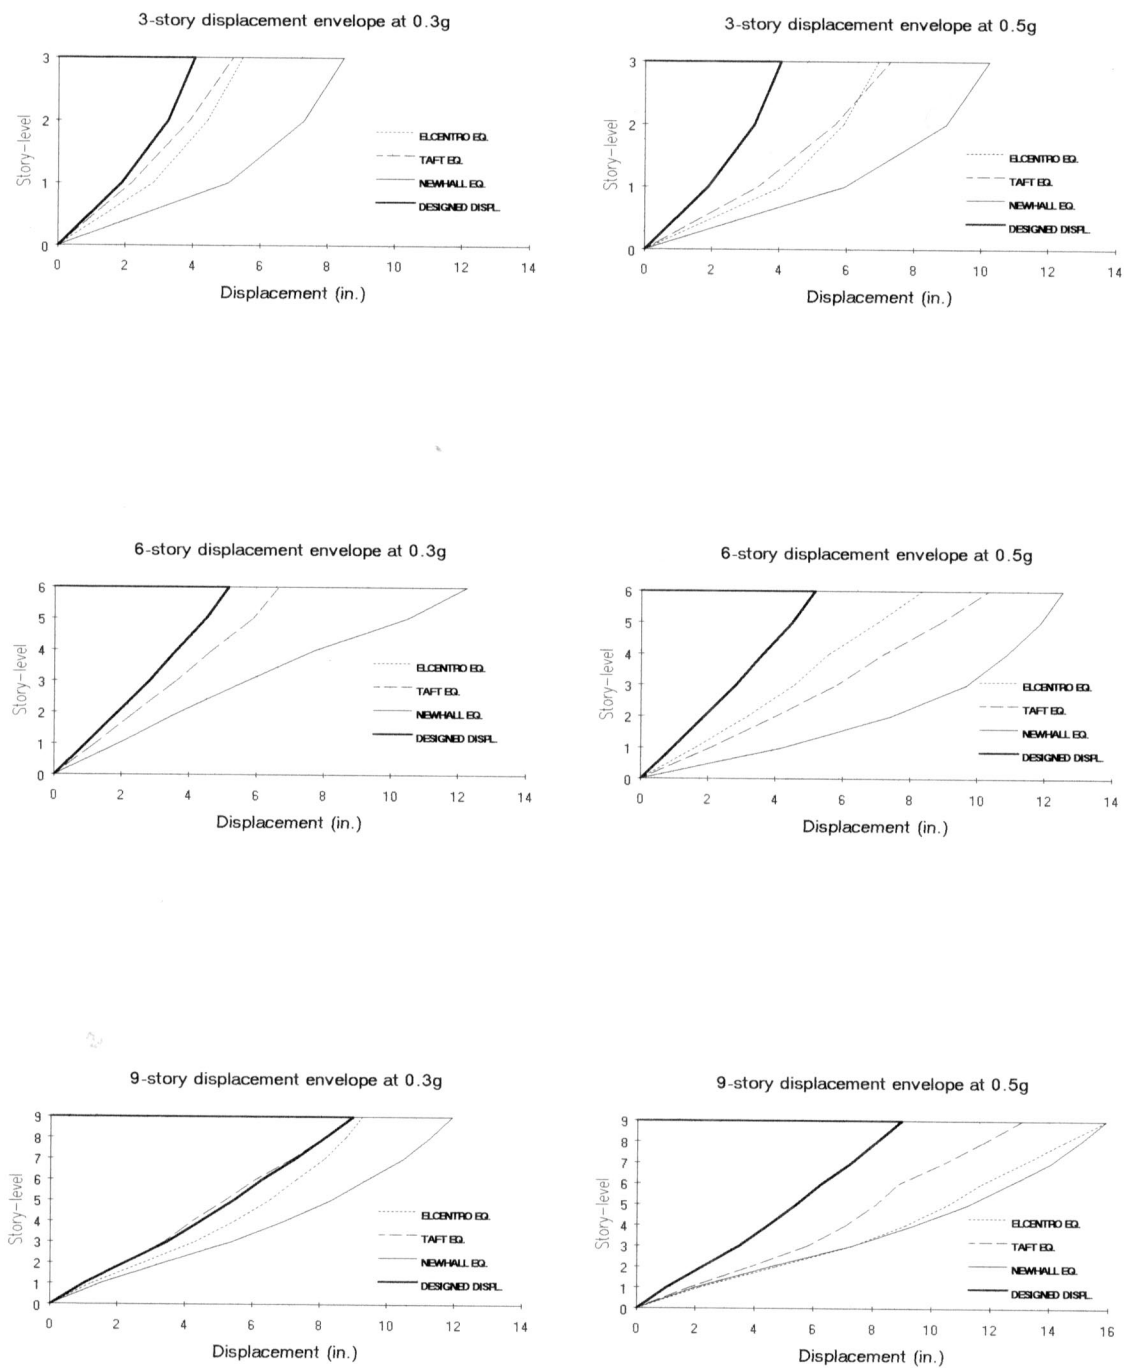 3-story displacement envelope at 0.3g
Story-level
3
2
1
0
0 2 4 6 8 10 12 14
Displacement (in.)
ELCENTRO EQ.
TAFT EQ.
NEWHALL EQ.
DESIGNED DISPL.
3-story displacement envelope at 0.5g
Story-level
3
2
1
0
0 2 4 6 8 10 12 14
Displacement (in.)
ELCENTRO EQ.
TAFT EQ.
NEWHALL EQ.
DESIGNED DISPL.
6-story displacement envelope at 0.3g
Story-level
6
5
4
3
2
1
0
0 2 4 6 8 10 12 14
Displacement (in.)
ELCENTRO EQ.
TAFT EQ.
NEWHALL EQ.
DESIGNED DISPL.
6-story displacement envelope at 0.5g
Story-level
6
5
4
3
2
1
0
0 2 4 6 8 10 12 14
Displacement (in.)
ELCENTRO EQ.
TAFT EQ.
NEWHALL EQ.
DESIGNED DISPL.
9-story displacement envelope at 0.3g
Story-level
9
8
7
6
5
4
3
2
1
0
0 2 4 6 8 10 12 14
Displacement (in.)
ELCENTRO EQ.
TAFT EQ.
NEWHALL EQ.
DESIGNED DISPL.
9-story displacement envelope at 0.5g
Story-level
9
8
7
6
5
4
3
2
1
0
0 2 4 6 8 10 12 14 16
Displacement (in.)
ELCENTRO EQ.
TAFT EQ.
NEWHALL EQ.
DESIGNED DISPL.